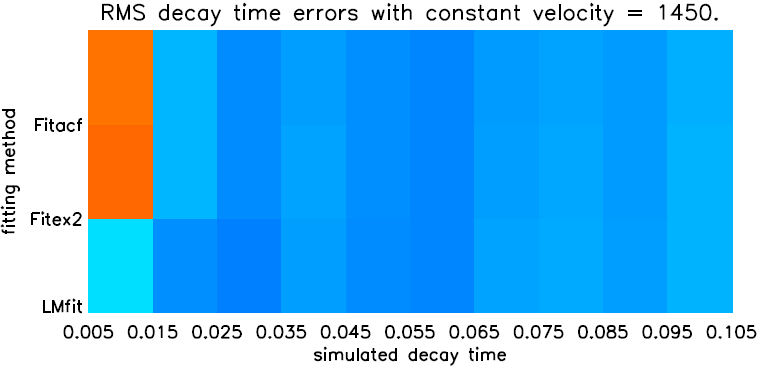 RMS decay time errors with constant velocity = 1450.
fitting method
Fitacf
Fitex2
LMfit
0.005 0.015 0.025 0.035 0.045 0.055 0.065 0.075 0.085 0.095 0.105
simulated decay time